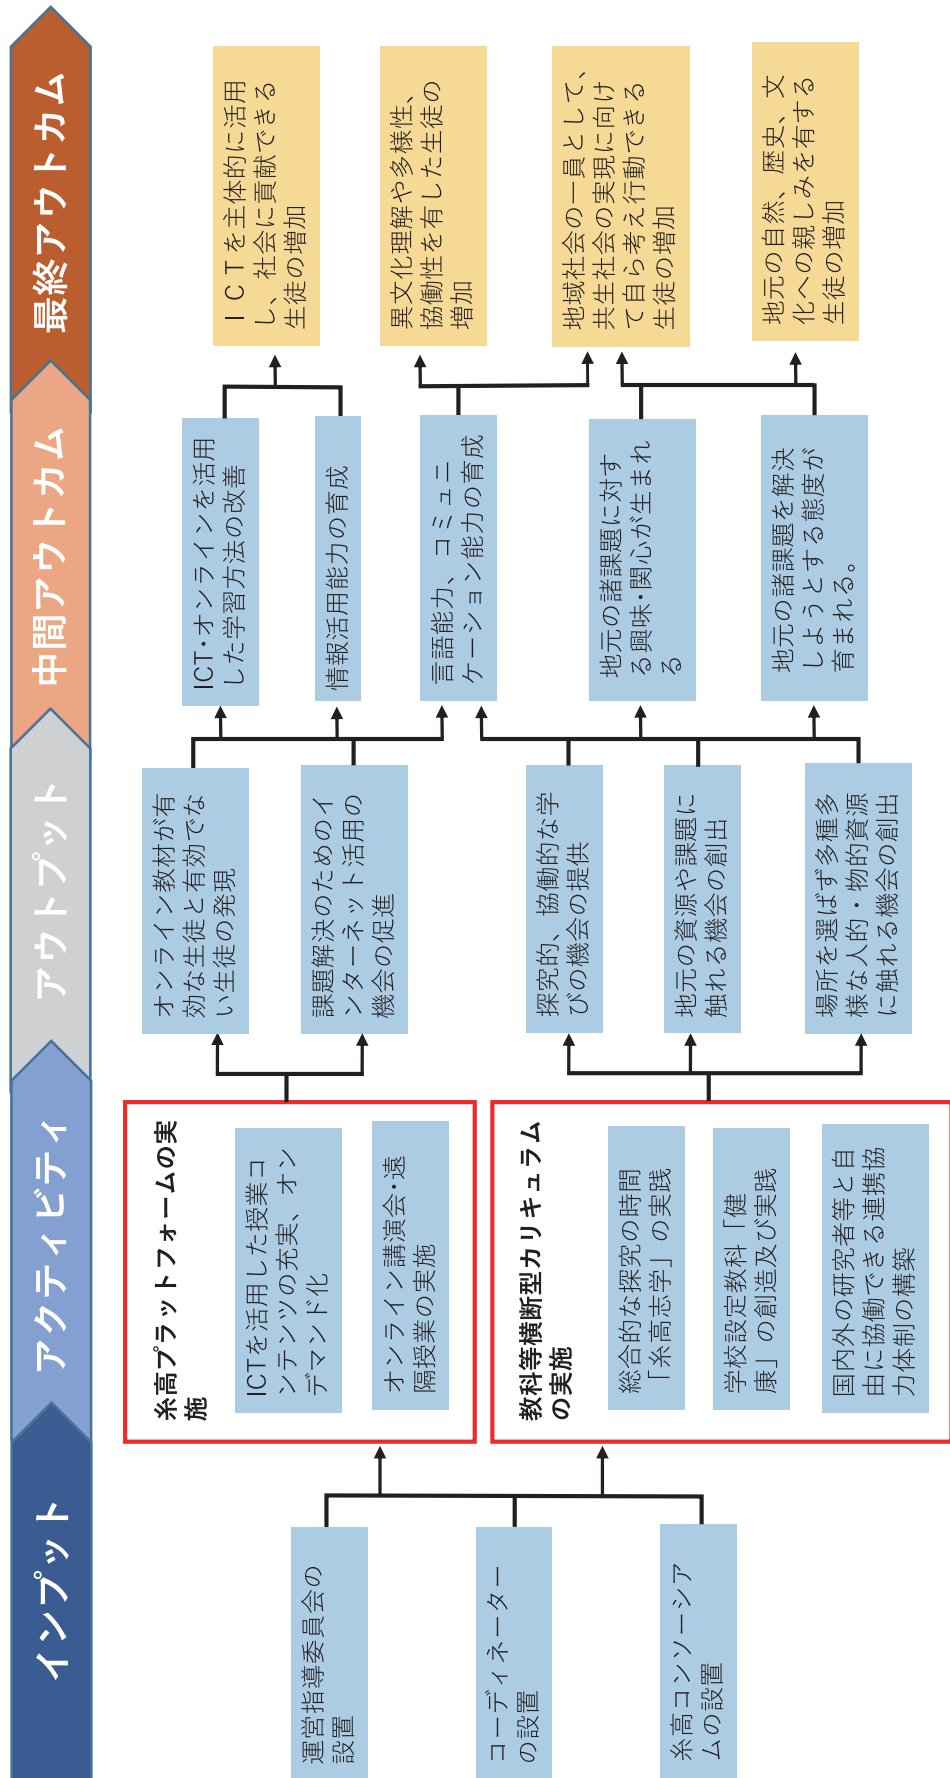 インプット
アクティビティ
アウトプット
中間アウトカム
最終アウトカム
運営指導委員会の
設置
コーディネーター
の設置
糸高コンソーシア
ムの設置
糸高プラットフォームの実
施
ICTを活用した授業コ
ンテンツの充実、オン
デマンド化
オンライン講演会・遠
隔授業の実施
教科等横断型カリキュラム
の実施
総合的な探究の時間
「糸高志学」の実践
学校設定教科「健
康」の創造及び実践
国内外の研究者等と自
由に協働できる連携協
力体制の構築
オンライン教材が有
効な生徒と有効でな
い生徒の発現
課題解決のためのイ
ンターネット活用の
機会の促進
探究的、協働的な学
びの機会の提供
地元の資源や課題に
触れる機会の創出
場所を選ばず多種多
様な人的・物的資源
に触れる機会の創出
ICT・オンラインを活用
した学習方法の改善
情報活用能力の育成
言語能力、コミュニ
ケーション能力の育成
地元の諸課題に対す
る興味・関心が生まれ
る
地元の諸課題を解決
しようとする態度が
育まれる。
ＩＣＴを主体的に活用
し、社会に貢献できる
生徒の増加
異文化理解や多様性、
協働性を有した生徒の
増加
地域社会の一員として、
共生社会の実現に向け
て自ら考え行動できる
生徒の増加
地元の自然、歴史、文
化への親しみを有する
生徒の増加